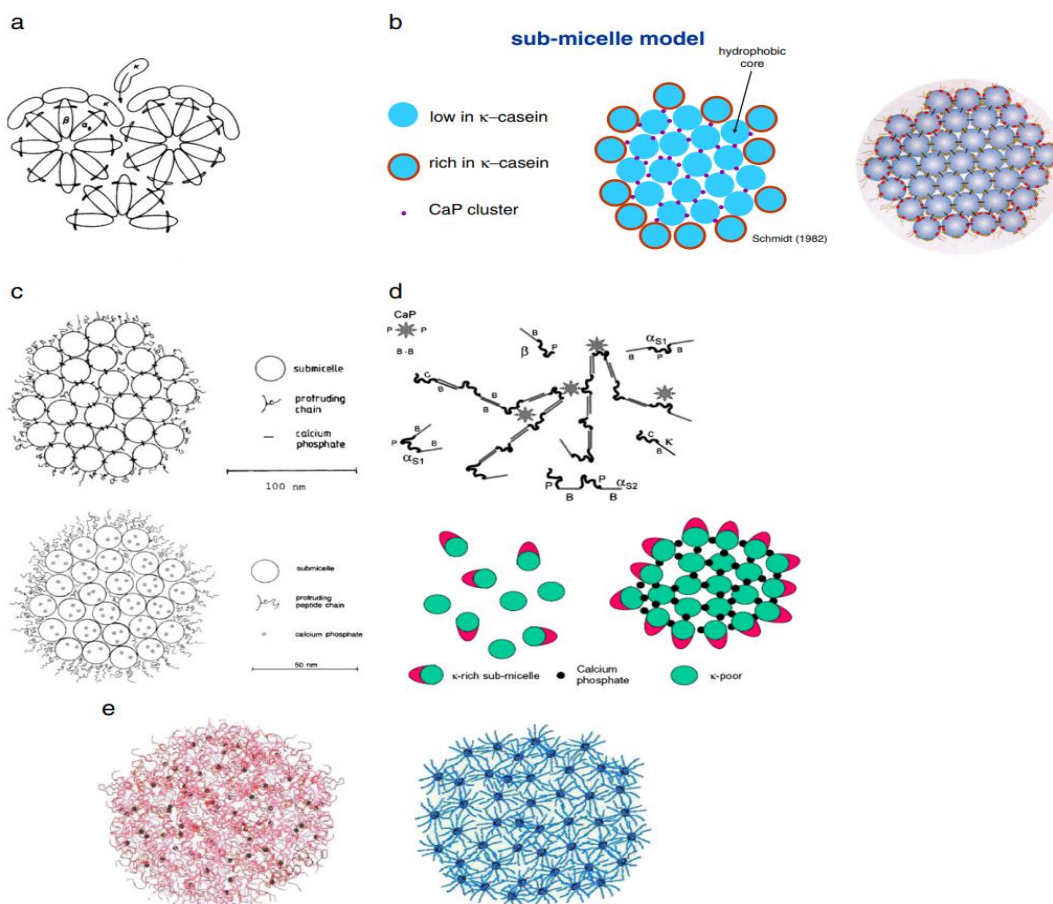 a
κ
κ
κ
β
αs
b
sub-micelle model
hydrophobic
core
low in κ–casein
rich in κ–casein
CaP cluster
Schmidt (1982)
c
submicelle
protruding
chain
calcium
phosphate
100 nm
submicelle
protruding
peptide chain
calcium phosphate
50 nm
d
CaP
P P
B - B
B
P
β
αS1
B B
P
C
B
B
B
P B
B
αS1
C
κ
B
P P
B B
αS2
κ-rich sub-micelle
Calcium
phosphate
κ-poor
e